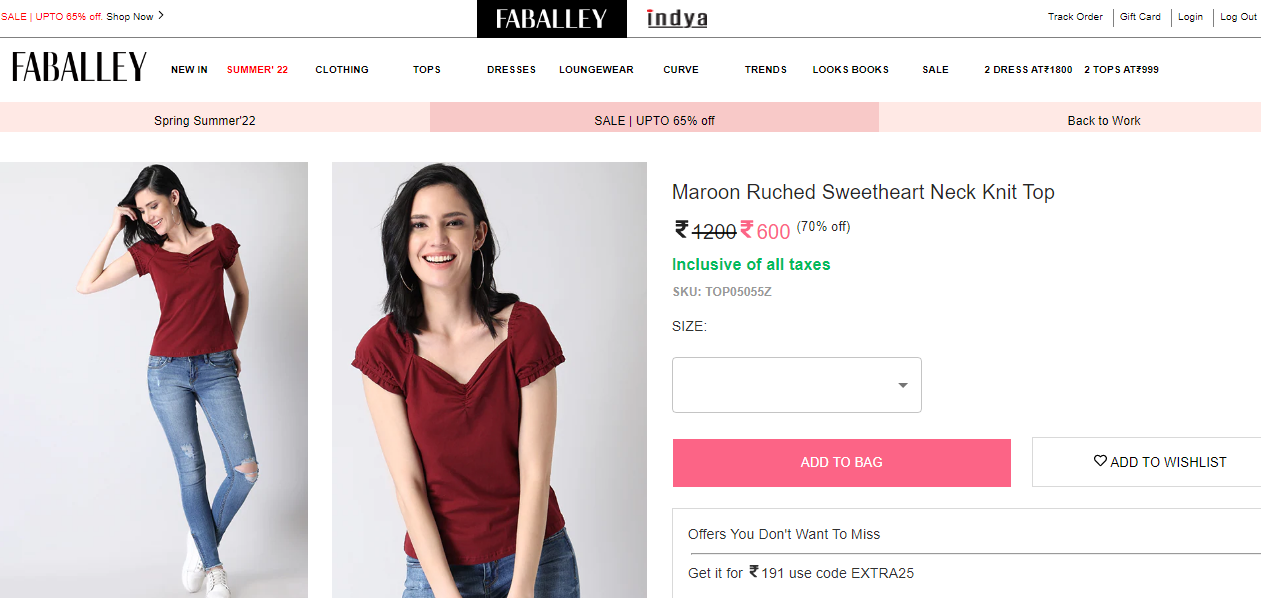 SALE | UPTO 65% off. Shop Now
FABALLEY
indya
Track Order
Gift Card
Login
Log Out
FABALLEY
NEW IN
SUMMER' 22
CLOTHING
TOPS
DRESSES
LOUNGEWEAR
CURVE
TRENDS
LOOKS BOOKS
SALE
2 DRESS AT₹1800
2 TOPS AT₹999
Spring Summer'22
SALE | UPTO 65% off
Back to Work
Maroon Ruched Sweetheart Neck Knit Top
₹1200 ₹600 (70% off)
Inclusive of all taxes
SKU: TOP05055Z
SIZE:
ADD TO BAG
ADD TO WISHLIST
Offers You Don't Want To Miss
Get it for ₹191 use code EXTRA25